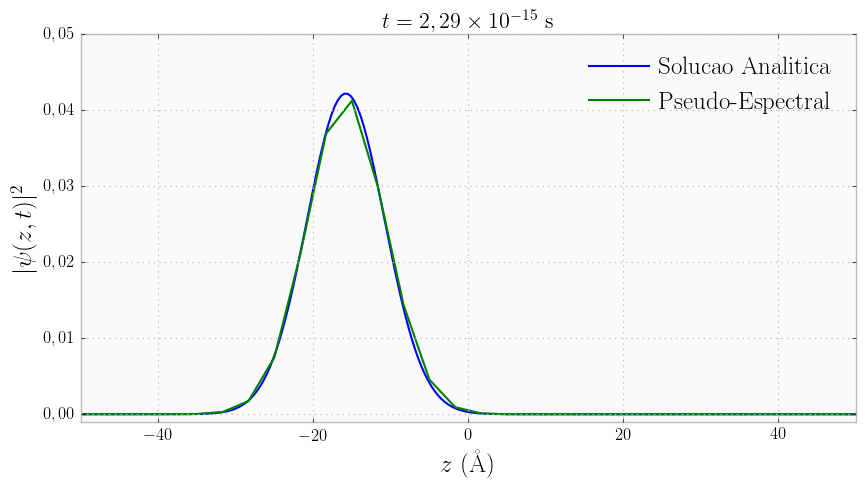 t = 2,29 × 10⁻¹⁵ s
0,05
0,04
0,03
0,02
0,01
0,00
|ψ(z, t)|²
Solucao Analitica
Pseudo-Espectral
−40 −20 0 20 40
z (Å)